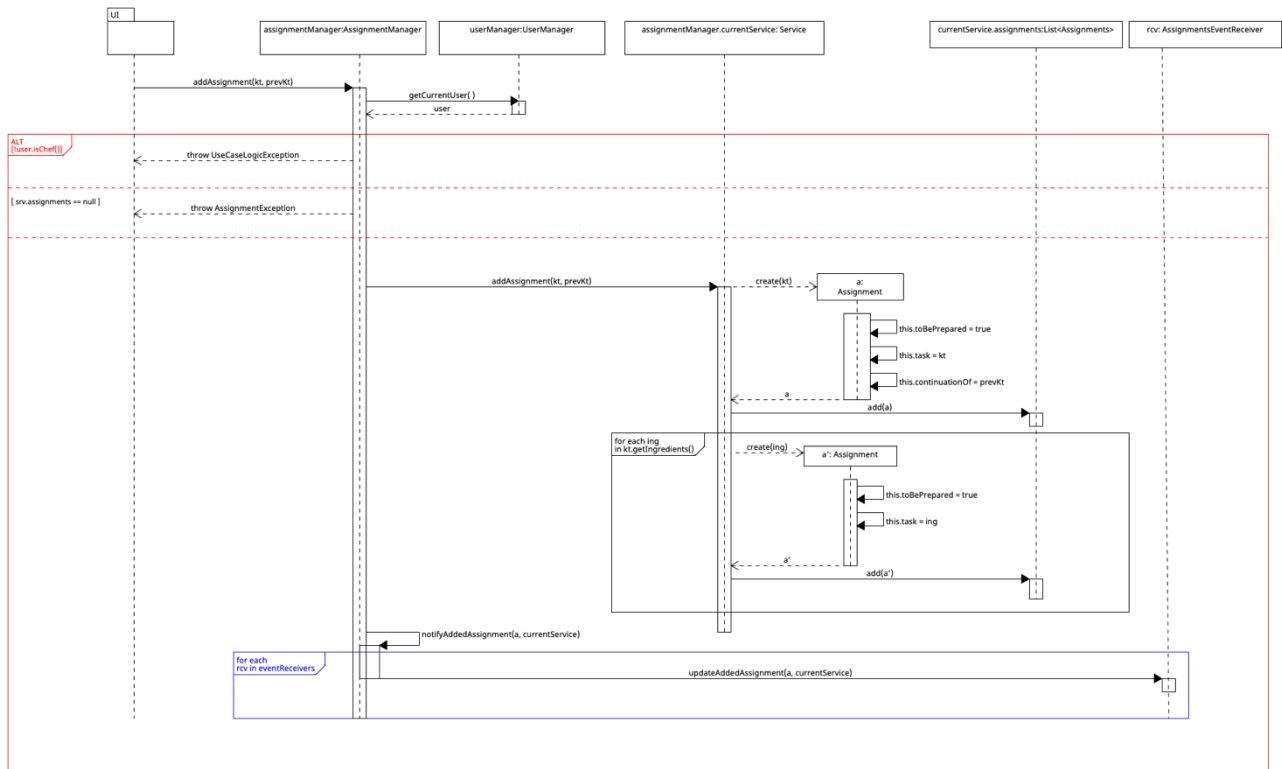 UI
assignmentManager:AssignmentManager
userManager:UserManager
assignmentManager.currentService: Service
currentService.assignments:List<Assignments>
rcv: AssignmentsEventReceiver
addAssignment(kt, prevKt)
getCurrentUser( )
user
ALT
[!user.isChef()]
throw UseCaseLogicException
[ srv.assignments == null ]
throw AssignmentException
addAssignment(kt, prevKt)
create(kt)
a:
Assignment
this.toBePrepared = true
this.task = kt
this.continuationOf = prevKt
a
add(a)
for each ing
in kt.getIngredients()
create(ing)
a': Assignment
this.toBePrepared = true
this.task = ing
a'
add(a')
notifyAddedAssignment(a, currentService)
for each
rcv in eventReceivers
updateAddedAssignment(a, currentService)